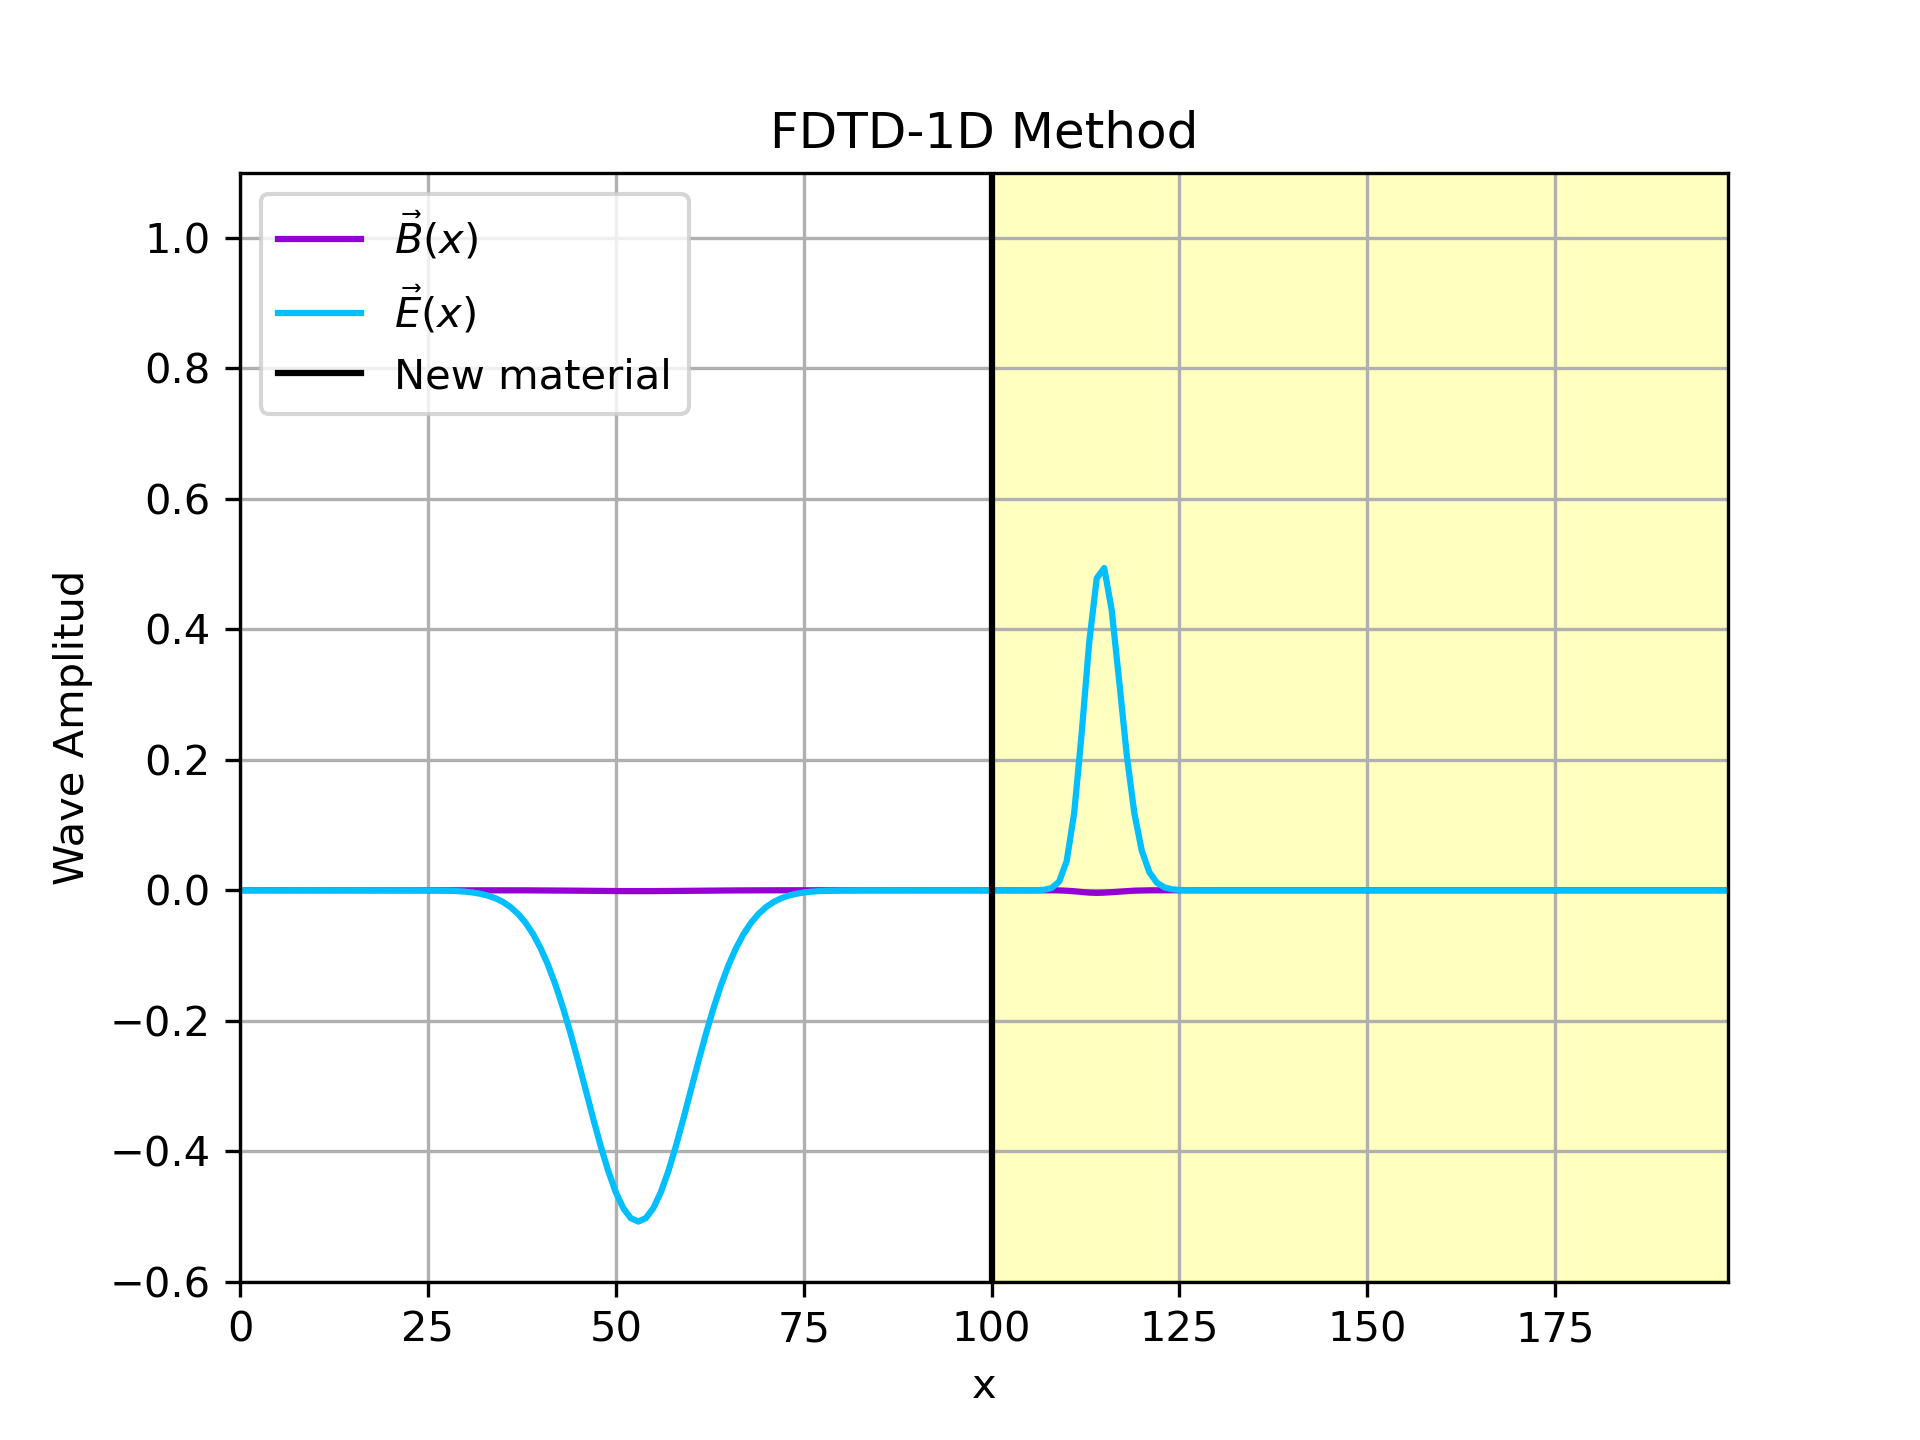 FDTD-1D Method
B⃗(x)
E⃗(x)
New material
Wave Amplitud
1.0
0.8
0.6
0.4
0.2
0.0
−0.2
−0.4
−0.6
0 25 50 75 100 125 150 175
x